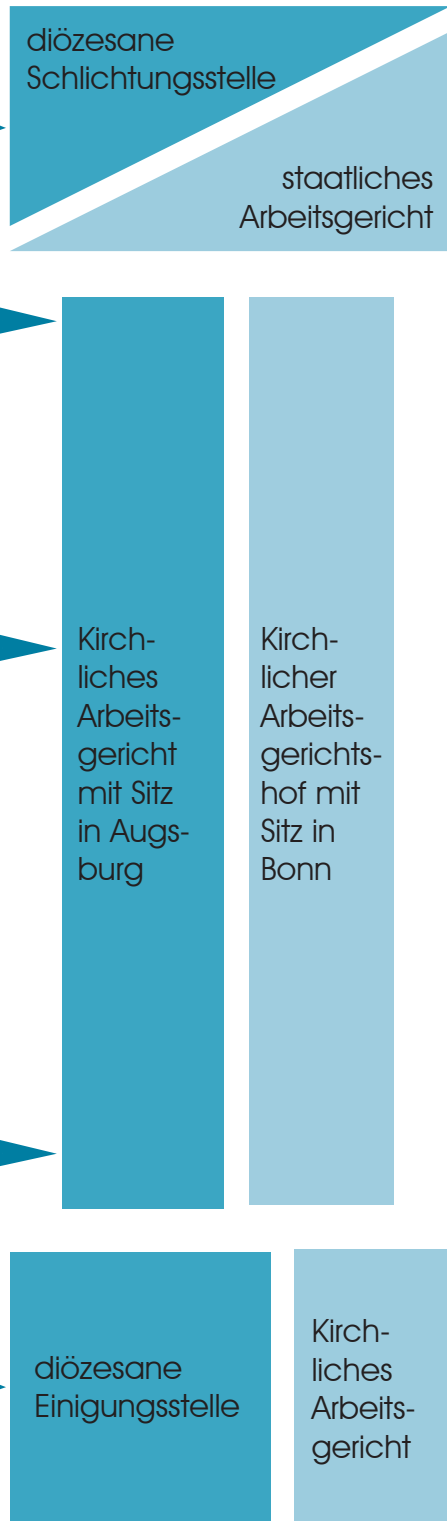 diözesane
Schlichtungsstelle
staatliches
Arbeitsgericht
Kirch-
liches
Arbeits-
gericht
mit Sitz
in Augs-
burg
Kirch-
licher
Arbeits-
gerichts-
hof mit
Sitz in
Bonn
diözesane
Einigungsstelle
Kirch-
liches
Arbeits-
gericht